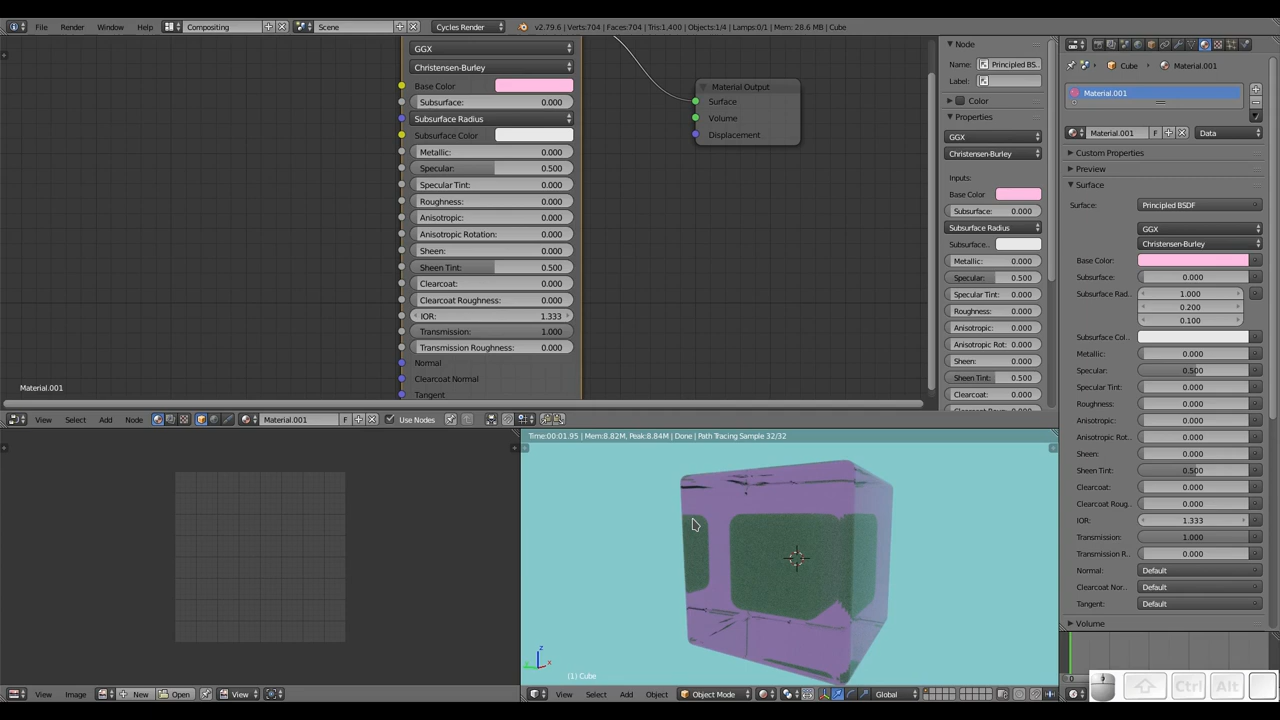 File Render Window Help Compositing Scene Cycles Render v2.79.6 | Verts:704 | Faces:704 | Tris:1,400 | Objects:1/4 | Lamps:0/1 | Mem: 28.6 MB | Cube
GGX
Christensen-Burley
Base Color
Subsurface: 0.000
Subsurface Radius
Subsurface Color
Metallic: 0.000
Specular: 0.500
Specular Tint: 0.000
Roughness: 0.000
Anisotropic: 0.000
Anisotropic Rotation: 0.000
Sheen: 0.000
Sheen Tint: 0.500
Clearcoat: 0.000
Clearcoat Roughness: 0.000
IOR: 1.333
Transmission: 1.000
Transmission Roughness: 0.000
Normal
Clearcoat Normal
Tangent
Material.001
Material Output
Surface
Volume
Displacement
Node
Name: Principled BS..
Label:
Color
Properties
GGX
Christensen-Burley
Inputs:
Base Color
Subsurface: 0.000
Subsurface Radius
Subsurface..
Metallic: 0.000
Specular: 0.500
Specular Tint: 0.000
Roughness: 0.000
Anisotropic: 0.000
Anisotropic Rot: 0.000
Sheen: 0.000
Sheen Tint: 0.500
Clearcoat: 0.000
Cube Material.001
Material.001
Material.001 F Data
Custom Properties
Preview
Surface
Surface: Principled BSDF
GGX
Christensen-Burley
Base Color:
Subsurface: 0.000
Subsurface Rad.. 1.000
0.200
0.100
Subsurface Col..
Metallic: 0.000
Specular: 0.500
Specular Tint: 0.000
Roughness: 0.000
Anisotropic: 0.000
Anisotropic Rot.. 0.000
Sheen: 0.000
Sheen Tint: 0.500
Clearcoat: 0.000
Clearcoat Roug.. 0.000
IOR: 1.333
Transmission: 1.000
Transmission R.. 0.000
Normal: Default
Clearcoat Nor.. Default
Tangent: Default
Volume
View Select Add Node Material.001 F Use Nodes
Time:00:01.95 | Mem:8.82M, Peak:8.84M | Done | Path Tracing Sample 32/32
z
y x
(1) Cube
View Image New Open View
View Select Add Object Object Mode Global
Ctrl Alt